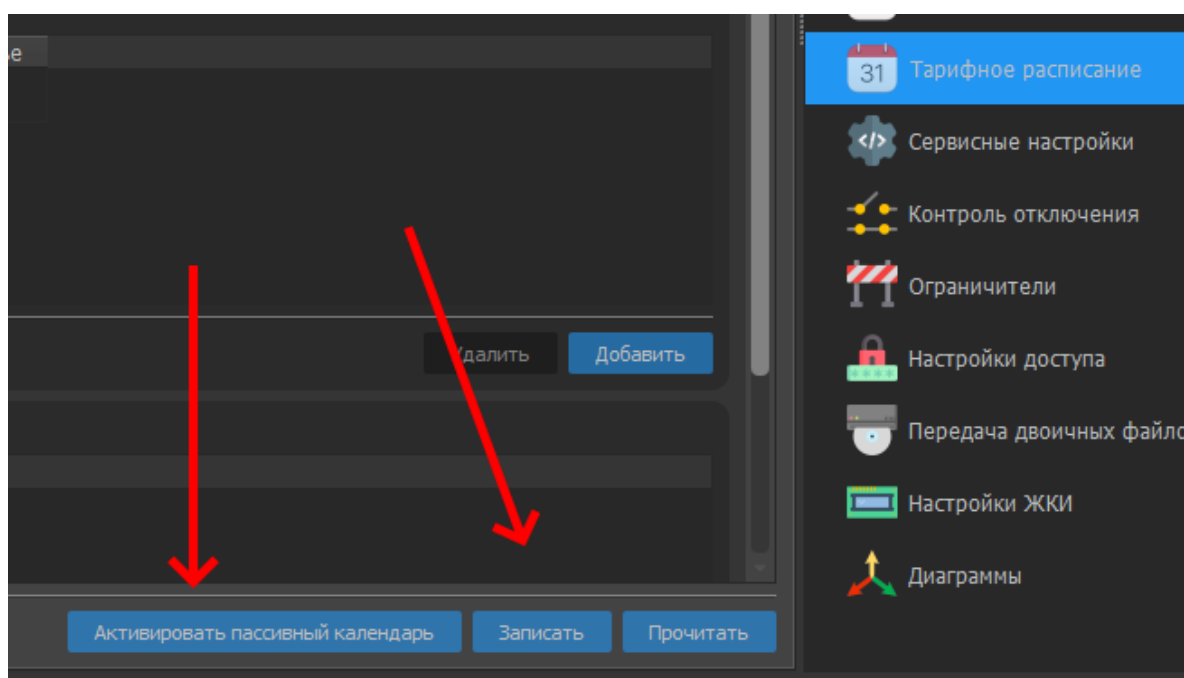 31
Тарифное расписание
</>
Сервисные настройки
Контроль отключения
Ограничители
Удалить
Добавить
Настройки доступа
Передача двоичных
Настройки ЖКИ
Диаграммы
Активировать пассивный календарь
Записать
Прочитать